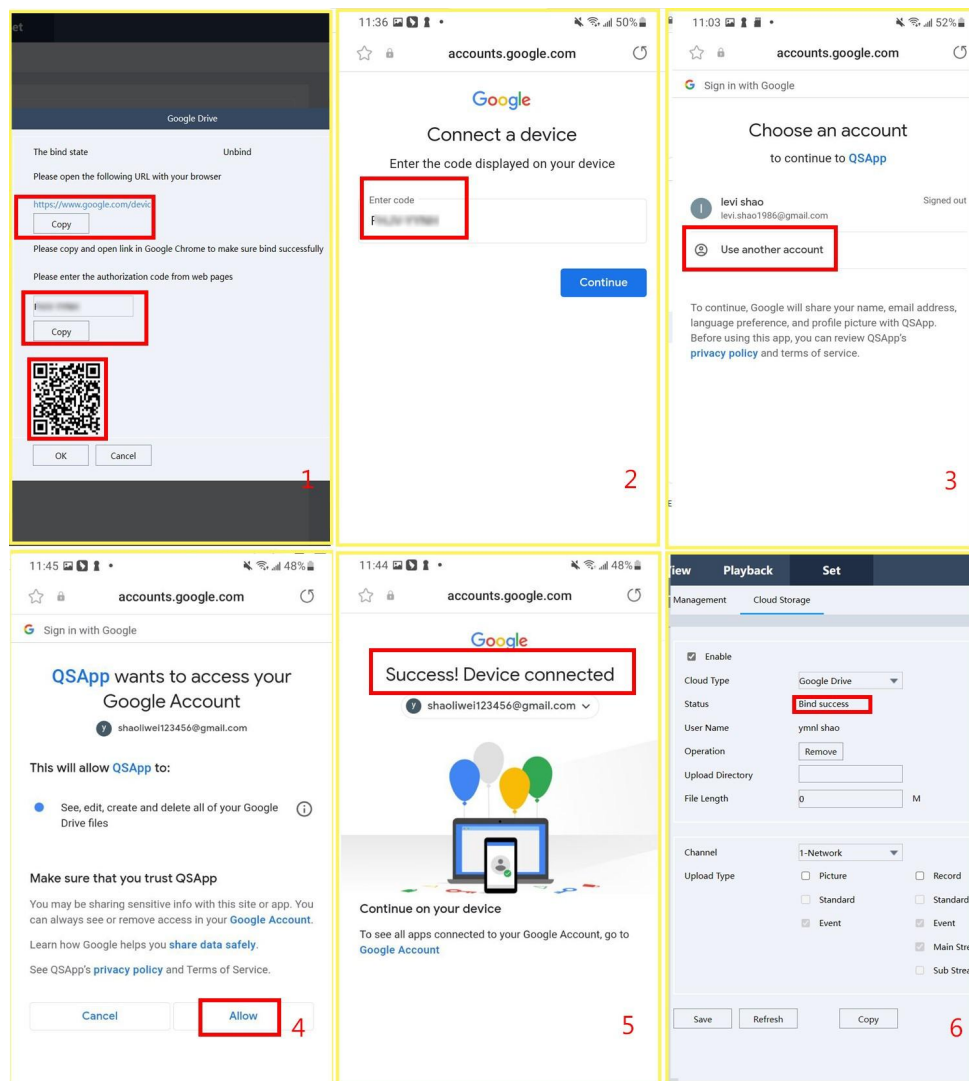 et
Google Drive
The bind state Unbind
Please open the following URL with your browser
https://www.google.com/devic
Copy
Please copy and open link in Google Chrome to make sure bind successfully
Please enter the authorization code from web pages
Copy
OK Cancel
1
11:36 50%
accounts.google.com
Google
Connect a device
Enter the code displayed on your device
Enter code
Continue
2
11:03 52%
accounts.google.com
G Sign in with Google
Choose an account
to continue to QSApp
l levi shao Signed out
levi.shao1986@gmail.com
Use another account
To continue, Google will share your name, email address,
language preference, and profile picture with QSApp.
Before using this app, you can review QSApp's
privacy policy and terms of service.
3
11:45 48%
accounts.google.com
G Sign in with Google
QSApp wants to access your
Google Account
y shaoliwei123456@gmail.com
This will allow QSApp to:
See, edit, create and delete all of your Google
Drive files
Make sure that you trust QSApp
You may be sharing sensitive info with this site or app. You
can always see or remove access in your Google Account.
Learn how Google helps you share data safely.
See QSApp's privacy policy and Terms of Service.
Cancel Allow
4
11:44 48%
accounts.google.com
Google
Success! Device connected
y shaoliwei123456@gmail.com
Continue on your device
To see all apps connected to your Google Account, go to
Google Account
5
iew Playback Set
Management Cloud Storage
Enable
Cloud Type Google Drive
Status Bind success
User Name ymnl shao
Operation Remove
Upload Directory
File Length 0 M
Channel 1-Network
Upload Type Picture Record
Standard Standard
Event Event
Main Stre
Sub Strea
Save Refresh Copy
6